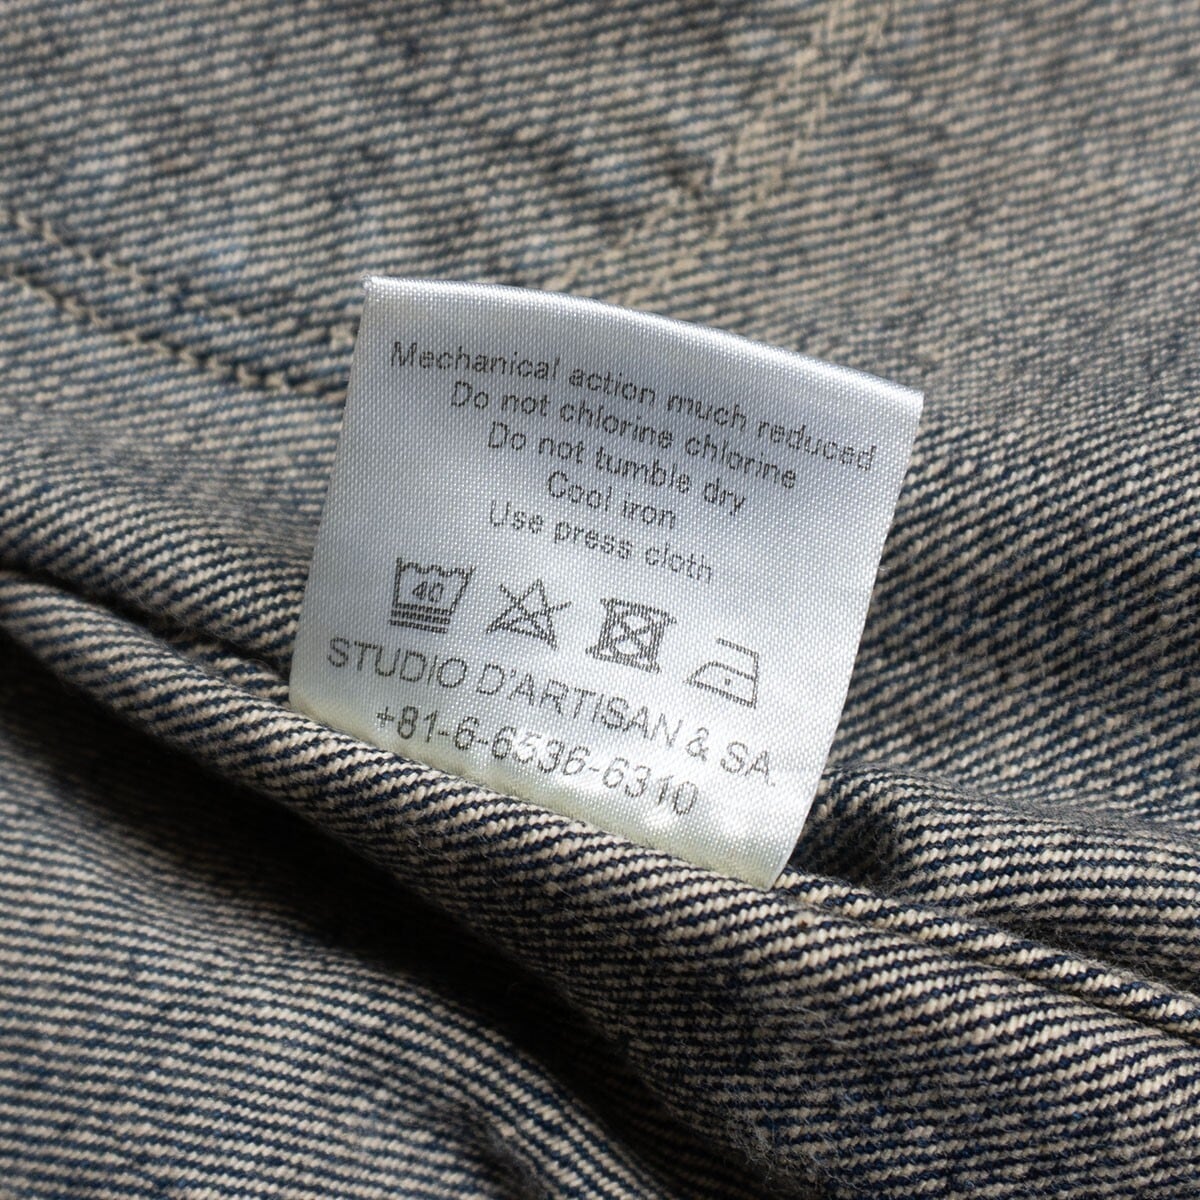 Mechanical action much reduced
Do not chlorine chlorine
Do not tumble dry
Cool iron
Use press cloth
40
STUDIO D'ARTISAN & SA.
+81-6-6536-6310